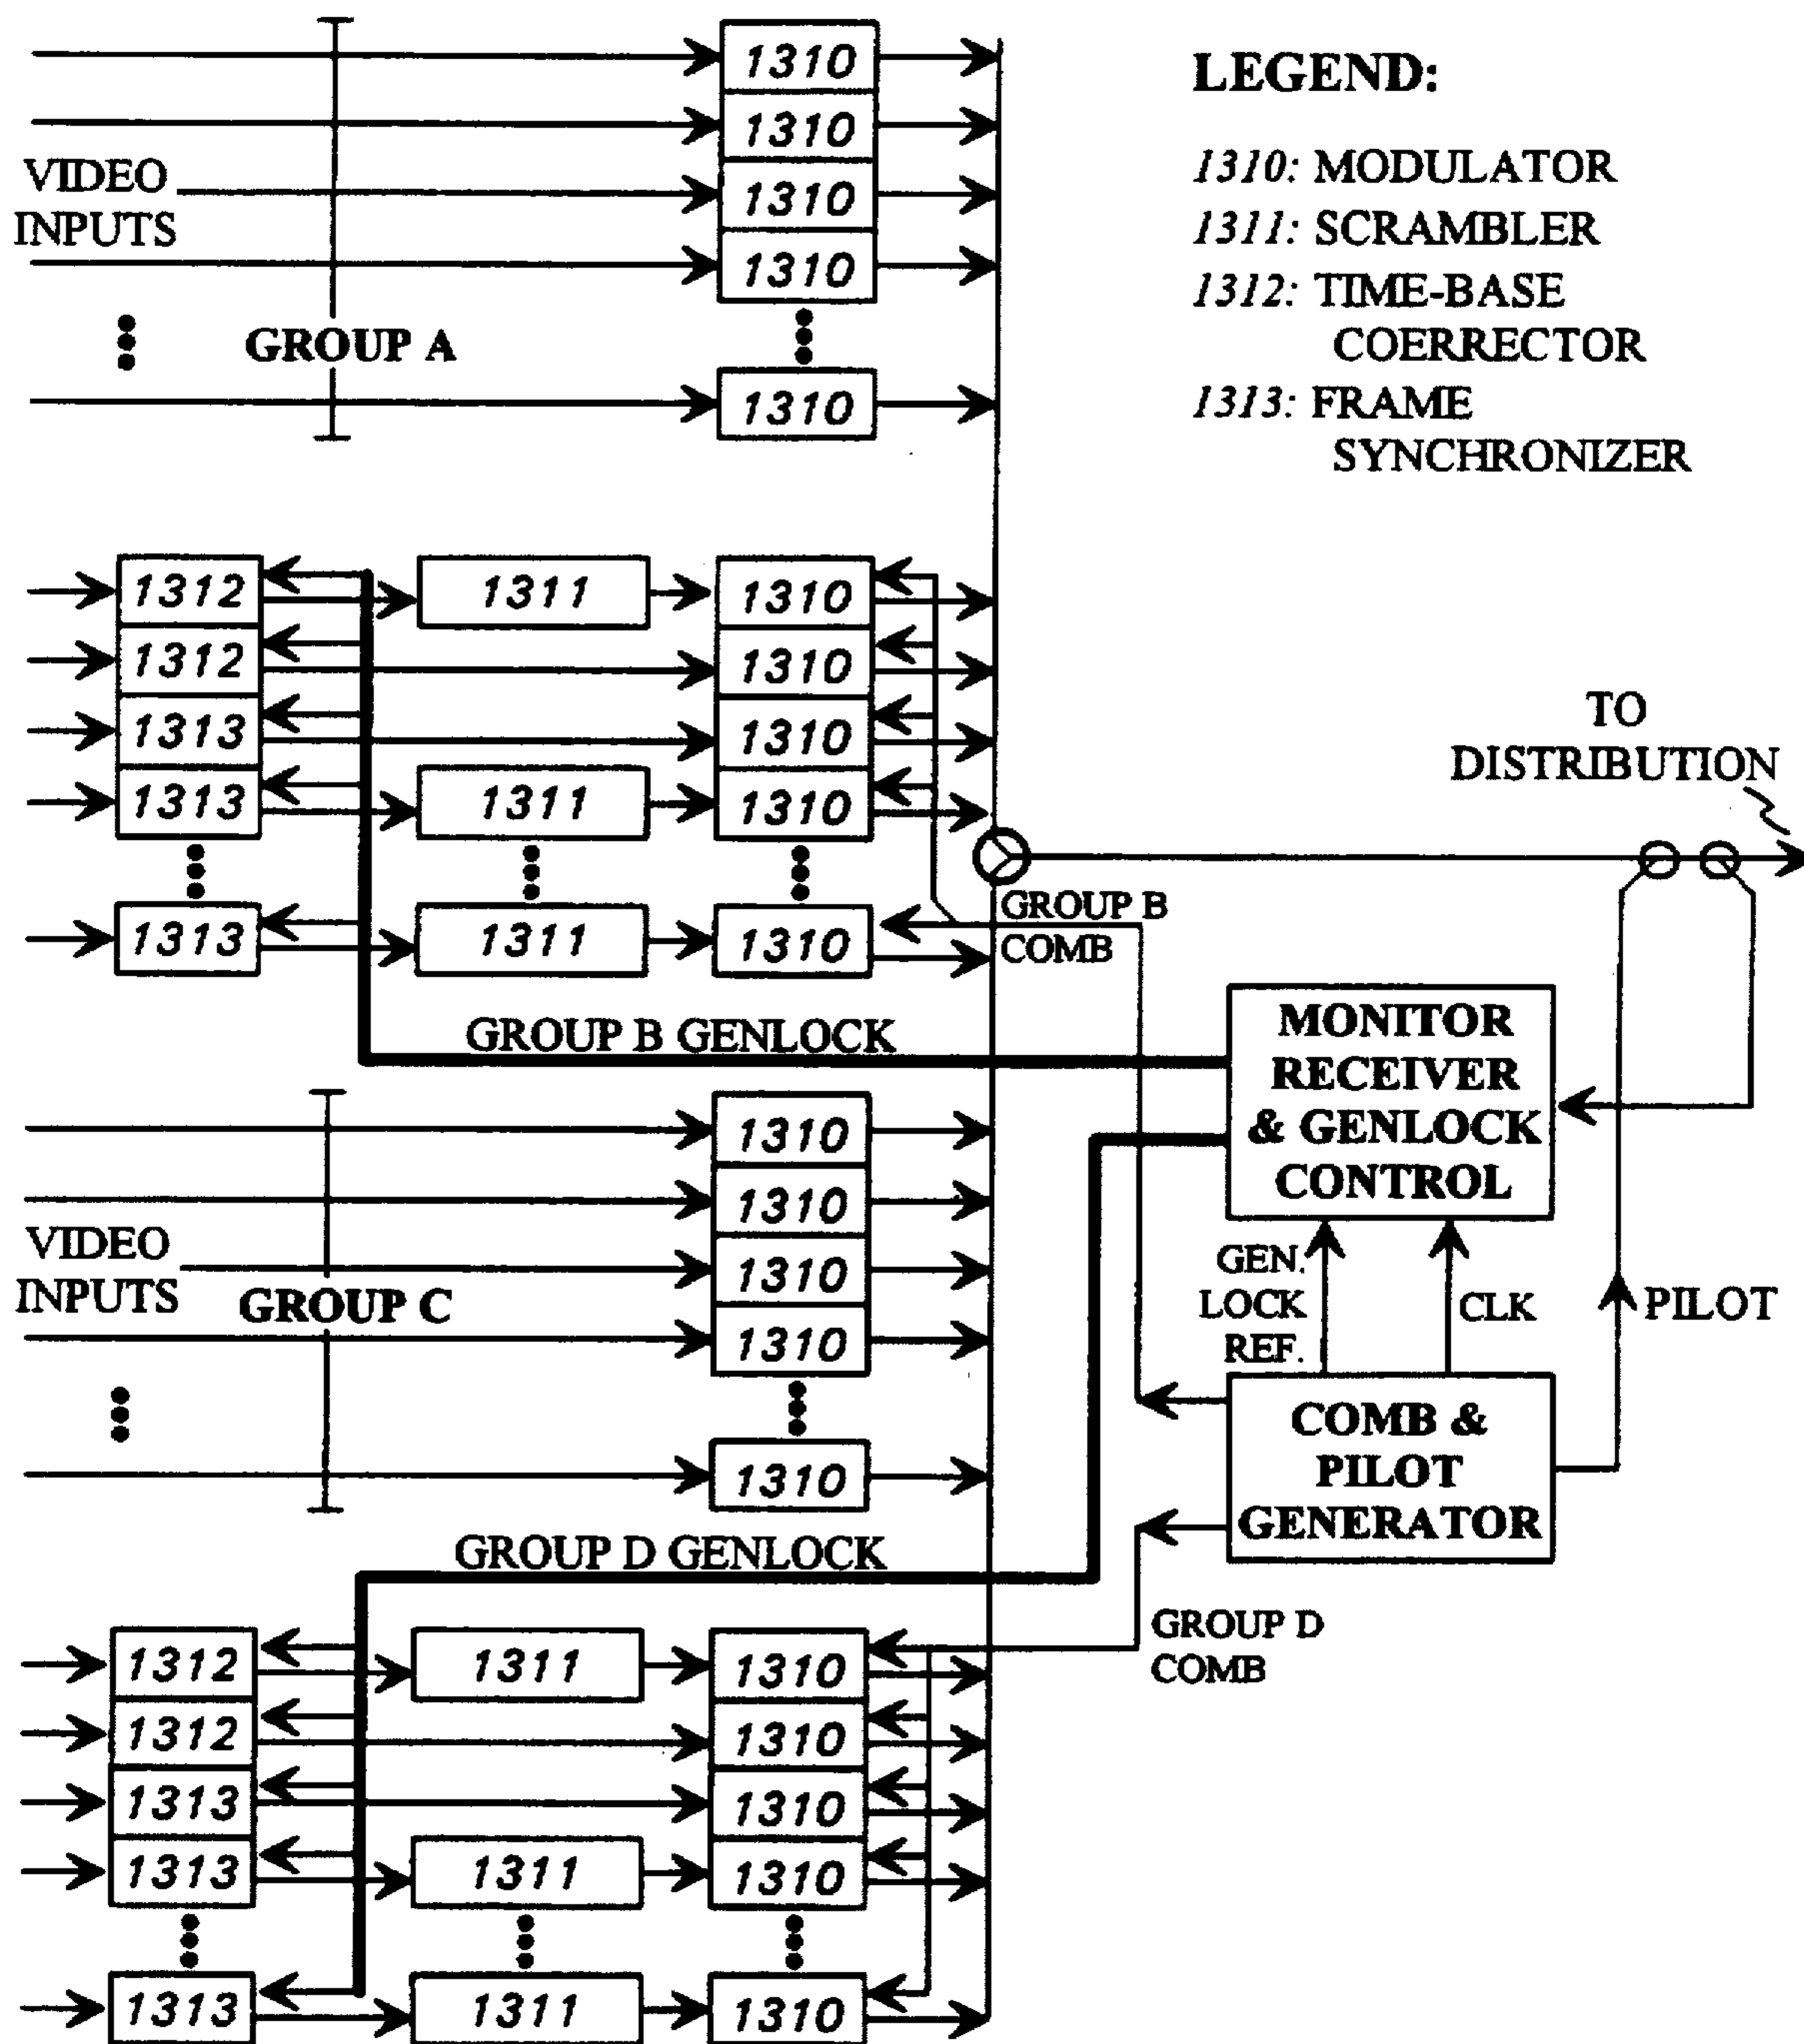 1310
1310
1310
1310
1310
VIDEO
INPUTS
GROUP A
LEGEND:
1310: MODULATOR
1311: SCRAMBLER
1312: TIME-BASE
COERRECTOR
1313: FRAME
SYNCHRONIZER
1312 1311 1310
1312 1310
1313 1310
1313 1311 1310
1313 1311 1310
TO
DISTRIBUTION
GROUP B
COMB
GROUP B GENLOCK
MONITOR
RECEIVER
& GENLOCK
CONTROL
1310
1310
1310
1310
1310
VIDEO
INPUTS
GROUP C
GEN.
LOCK
REF.
CLK
PILOT
COMB &
PILOT
GENERATOR
GROUP D GENLOCK
GROUP D
COMB
1312 1311 1310
1312 1310
1313 1310
1313 1311 1310
1313 1311 1310